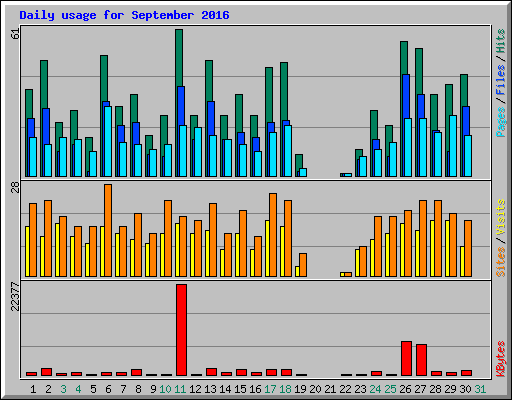 Daily usage for September 2016
61
Pages / Files / Hits
28
Sites / Visits
22377
KBytes
1 2 3 4 5 6 7 8 9 10 11 12 13 14 15 16 17 18 19 20 21 22 23 24 25 26 27 28 29 30 31